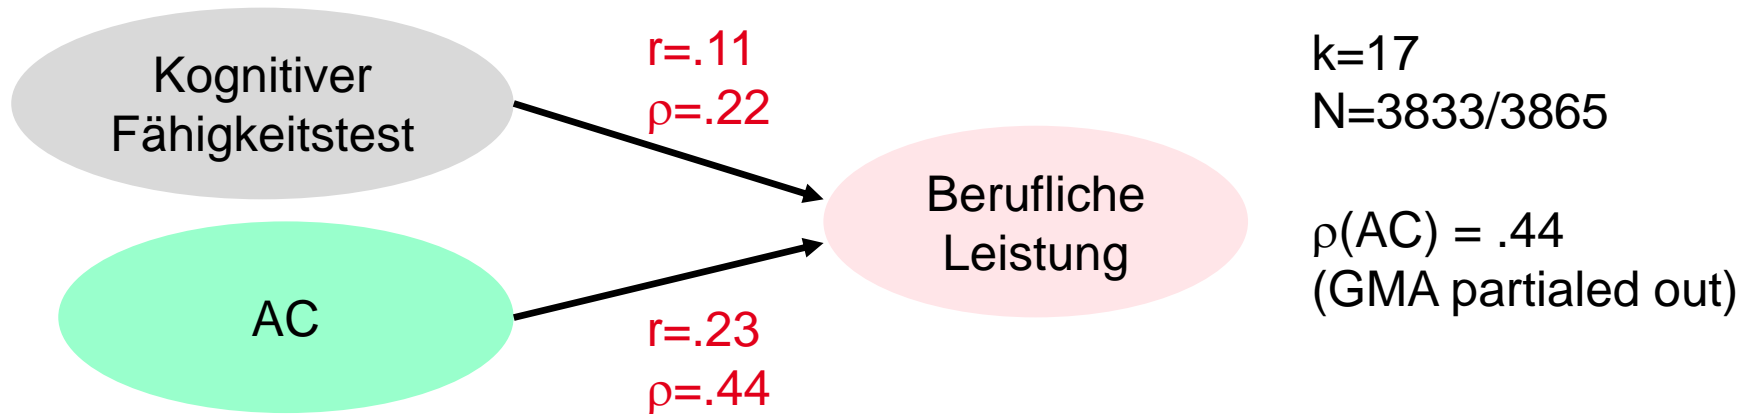 Kognitiver
Fähigkeitstest
r=.11
ρ=.22
AC
r=.23
ρ=.44
Berufliche
Leistung
k=17
N=3833/3865
ρ(AC) = .44
(GMA partialed out)